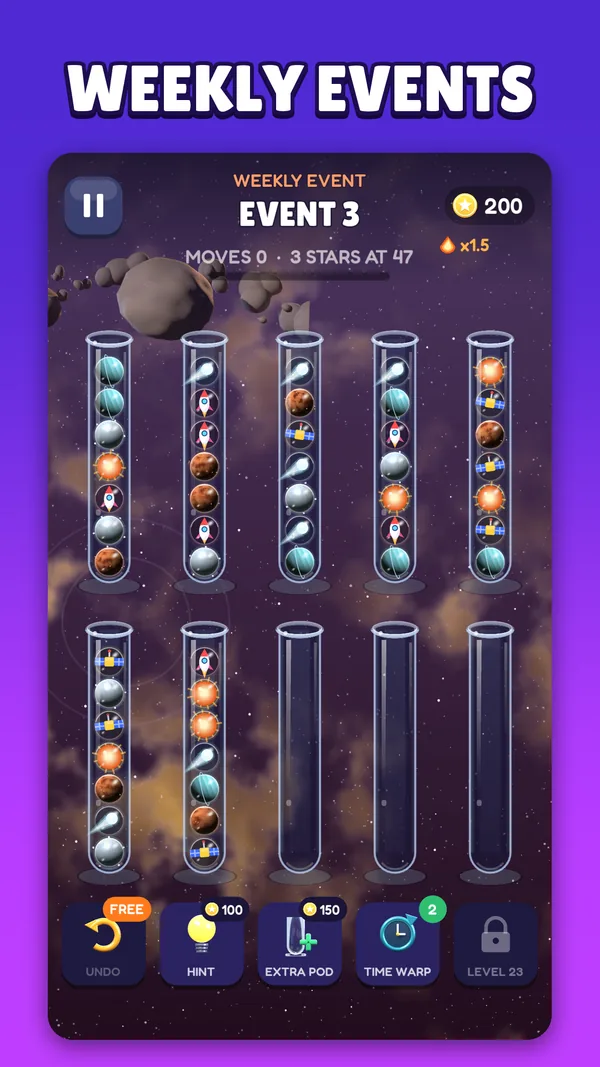 WEEKLY EVENTS
WEEKLY EVENT
EVENT 3
200
x1.5
MOVES 0 · 3 STARS AT 47
FREE
100
150
2
UNDO
HINT
EXTRA POD
TIME WARP
LEVEL 23